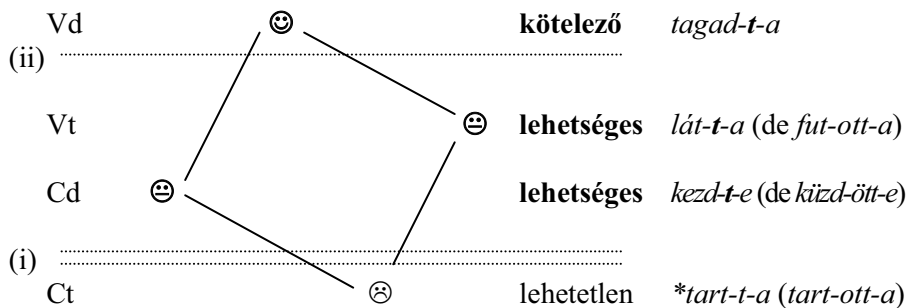 Vd kötelező tagad-t-a
(ii)
Vt lehetséges lát-t-a (de fut-ott-a)
Cd lehetséges kezd-t-e (de küzd-ött-e)
(i)
Ct lehetetlen *tart-t-a (tart-ott-a)